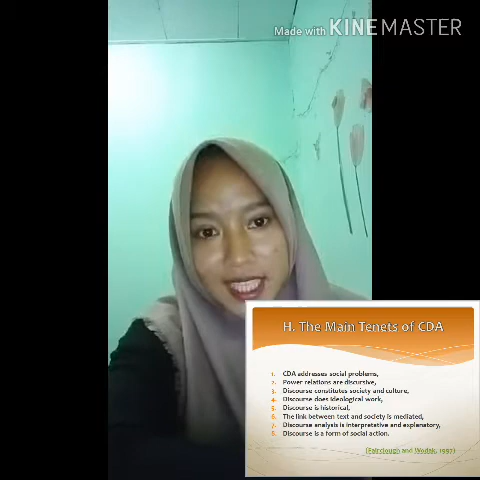 Made with KINEMASTER
H. The Main Tenets of CDA
1. CDA addresses social problems,
2. Power relations are discursive,
3. Discourse constitutes society and culture,
4. Discourse does ideological work,
5. Discourse is historical,
6. The link between text and society is mediated,
7. Discourse analysis is interpretative and explanatory,
8. Discourse is a form of social action.
(Fairclough and Wodak, 1997)